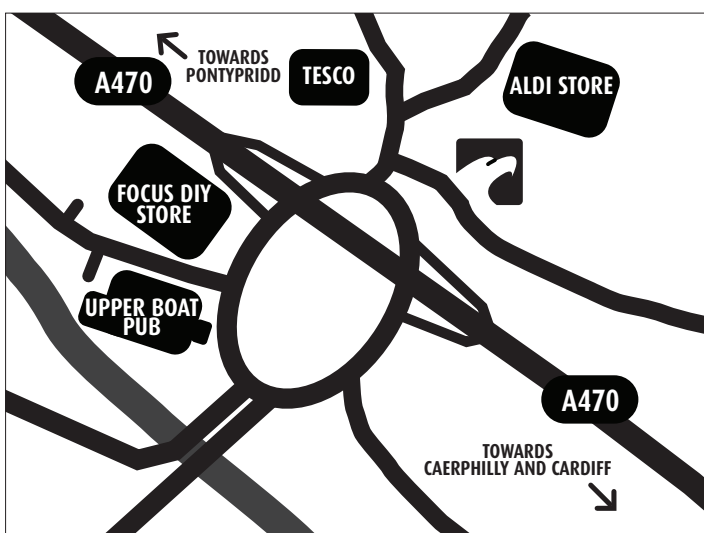 TOWARDS
PONTYPRIDD
A470
TESCO
ALDI STORE
FOCUS DIY
STORE
UPPER BOAT
PUB
A470
TOWARDS
CAERPHILLY AND CARDIFF